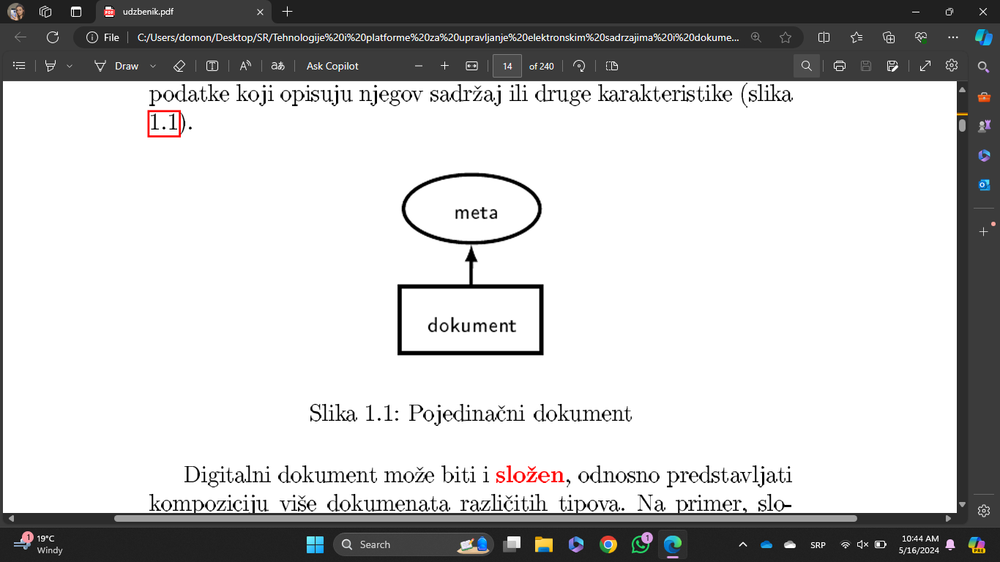 udzbenik.pdf
File
C:/Users/domon/Desktop/SR/Tehnologije%20i%20platforme%20za%20upravljanje%20elektronskim%20sadrzajima%20i%20dokume...
Draw
aあ
Ask Copilot
14
of 240
podatke koji opisuju njegov sadržaj ili druge karakteristike (slika
1.1).
meta
dokument
Slika 1.1: Pojedinačni dokument
Digitalni dokument može biti i složen, odnosno predstavljati
kompoziciju više dokumenata različitih tipova. Na primer, slo-
1
19°C
Windy
Search
1
SRP
10:44 AM
5/16/2024
PRE